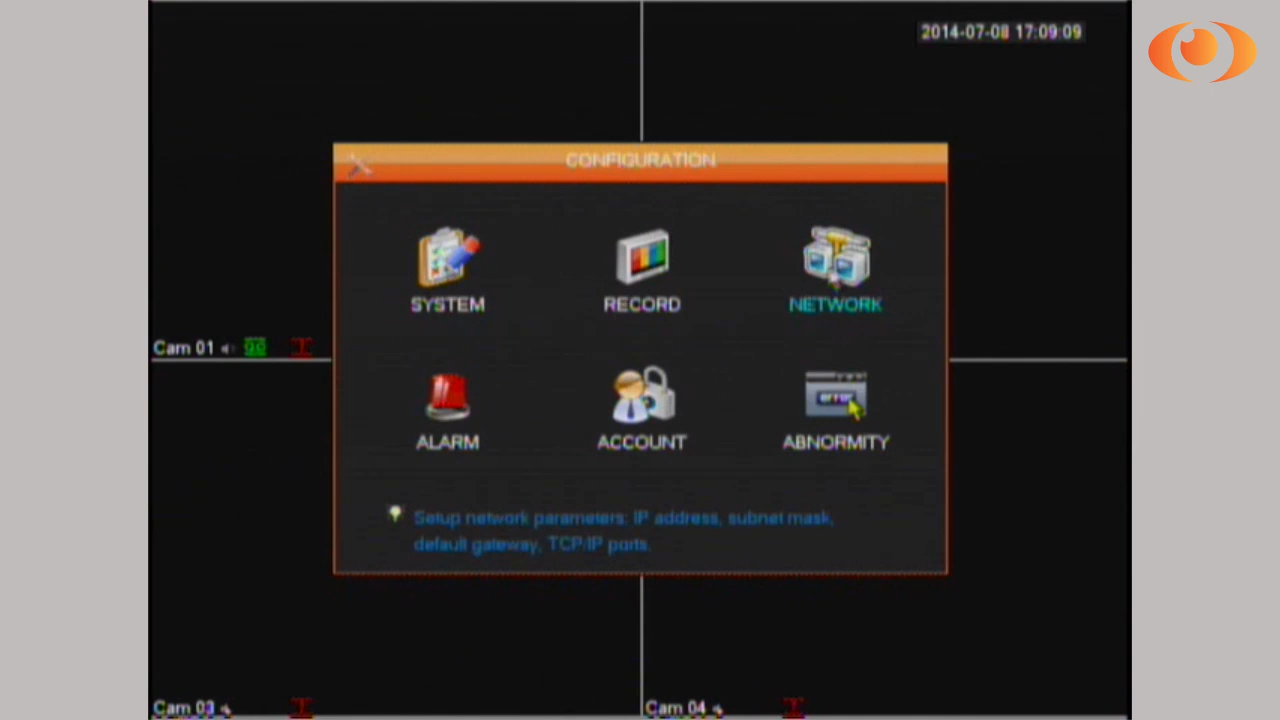 2014-07-08 17:09:09
CONFIGURATION
SYSTEM
RECORD
NETWORK
Cam 01
error
ALARM
ACCOUNT
ABNORMITY
Setup network parameters: IP address, subnet mask,
default gateway, TCP/IP ports.
Cam 03
Cam 04